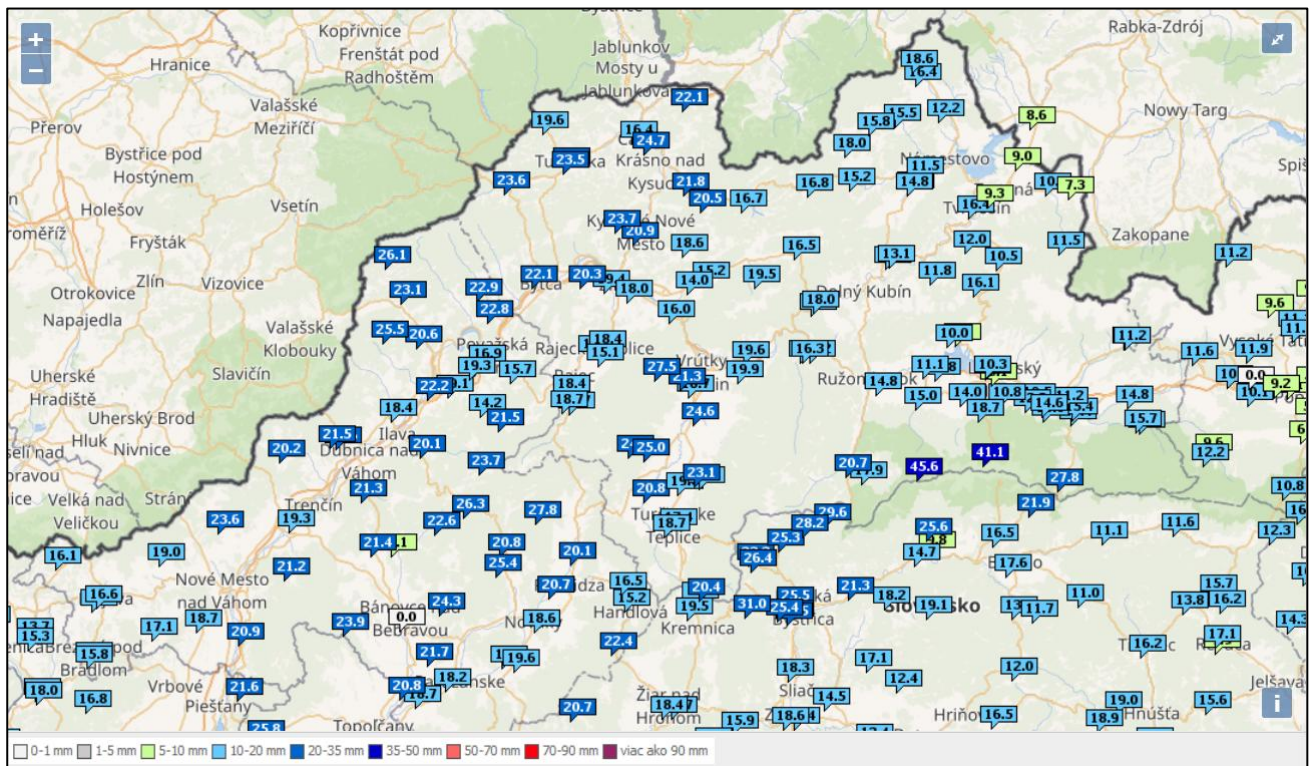 +
−
Bystřice
Kopřivnice
Rabka-Zdrój
Hranice
Frenštát pod
Radhoštěm
Jablunkov
Mosty u
Jablunkova
18.6
16.4
Valašské
Meziříčí
22.1
12.2
15.5
15.8
8.6
Nowy Targ
Přerov
19.6
16.4
24.7
18.0
Bystřice pod
Hostýnem
23.5
Krásno nad
Kysuc
9.0
Námestovo
11.5
23.6
21.8
16.8
15.2
14.8
7.3
9.3
Vsetín
Holešov
20.5
16.7
16.4
Fryšták
23.7
20.9
Mesto
18.6
16.5
12.0
11.5
Zakopane
26.1
13.1
10.5
11.2
Zlín
Vizovice
22.1
20.3
15.2
19.5
11.8
Otrokovice
23.1
22.9
Bytča
18.0
14.0
Dolný Kubín
16.1
9.6
Napajedla
22.8
16.0
18.0
Valašské
Klobouky
25.5
20.6
Považská
18.4
10.0
11.2
16.9
15.1
19.6
16.3
11.6
11.9
Slavičín
19.3
15.7
27.5
Vrútky
19.9
11.1
10.3
0.0
Uherské
Hradiště
22.2
18.4
21.3
Ružomberok
14.8
9.2
Uherský Brod
18.4
14.2
18.7
24.6
15.0
14.0
10.8
14.8
10.1
Hluk
Nivnice
21.5
18.7
14.6
15.4
15.7
20.2
21.5
Ilava
Dubnica nad
Váhom
20.1
25.0
9.6
12.2
41.1
23.7
20.7
45.6
Velká nad
Veličkou
Trenčín
21.3
20.8
23.1
27.8
10.8
26.3
27.8
21.9
23.6
19.3
22.6
18.7
Teplice
29.6
28.2
25.6
16.5
11.1
11.6
12.3
16.1
19.0
21.4
20.8
20.1
25.3
14.7
21.2
25.4
26.4
17.6
Nové Mesto
nad Váhom
20.7
16.5
20.4
21.3
15.7
16.6
24.3
15.2
Handlová
25.5
18.2
11.0
13.8
16.2
Bánovce nad
Bebravou
0.0
19.5
31.0
25.4
19.1
11.7
17.1
18.7
23.9
18.6
Kremnica
Bystrica
Slovensko
14.3
15.3
20.9
22.4
17.1
15.8
21.7
19.6
18.3
17.1
12.0
16.2
Vrbové
21.6
20.8
18.2
Žiar nad
Hronom
Sliač
12.4
18.0
16.8
Piešťany
20.7
18.4
14.5
16.5
19.0
15.6
Jelšava
Topoľčany
15.9
18.6
18.9
Hnúšťa
25.8
i
0-1 mm 1-5 mm 5-10 mm 10-20 mm 20-35 mm 35-50 mm 50-70 mm 70-90 mm viac ako 90 mm